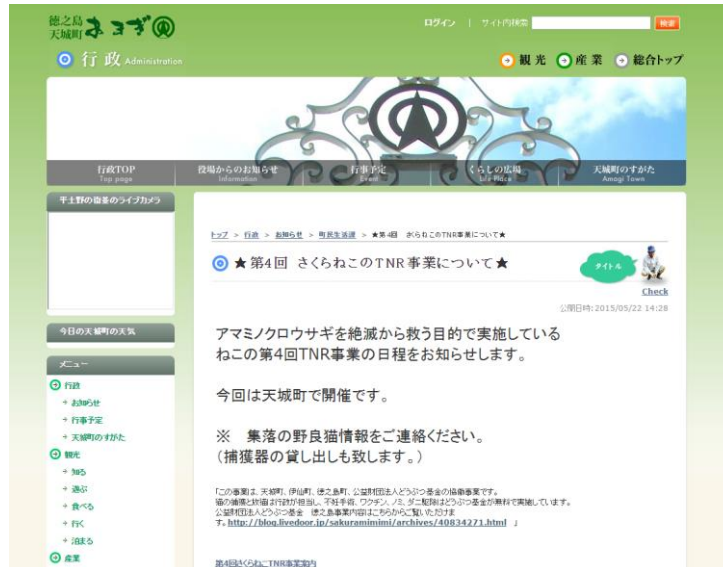 徳之島
天城町 あまぎ
ログイン | サイト内検索 検索
行政 Administration
観光 産業 総合トップ
行政TOP
Top page
役場からのお知らせ
Information
行事予定
Event
くらしの広場
Life Place
天城町のすがた
Amagi Town
平土野の街並のライブカメラ
トップ > 行政 > お知らせ > 町民生活課 > ★第4回 さくらねこのTNR事業について★
★第4回 さくらねこのTNR事業について★
タイトル
Check
公開日時:2015/05/22 14:28
今日の天城町の天気
アマミノクロウサギを絶滅から救う目的で実施している
ねこの第4回TNR事業の日程をお知らせします。
今回は天城町で開催です。
※ 集落の野良猫情報をご連絡ください。
(捕獲器の貸し出しも致します。)
メニュー
行政
お知らせ
行事予定
天城町のすがた
観光
知る
遊ぶ
食べる
行く
泊まる
産業
「この事業は、天城町、伊仙町、徳之島町、公益財団法人どうぶつ基金の協働事業です。
猫の捕獲と放猫は行政が担当し、不妊手術、ワクチン、ノミ、ダニ駆除はどうぶつ基金が無料で実施しています。
公益財団法人どうぶつ基金 徳之島事業内容はこちらからご覧いただけま
す。http://blog.livedoor.jp/sakuramimimi/archives/40834271.html 」
第4回さくらねこTNR事業案内